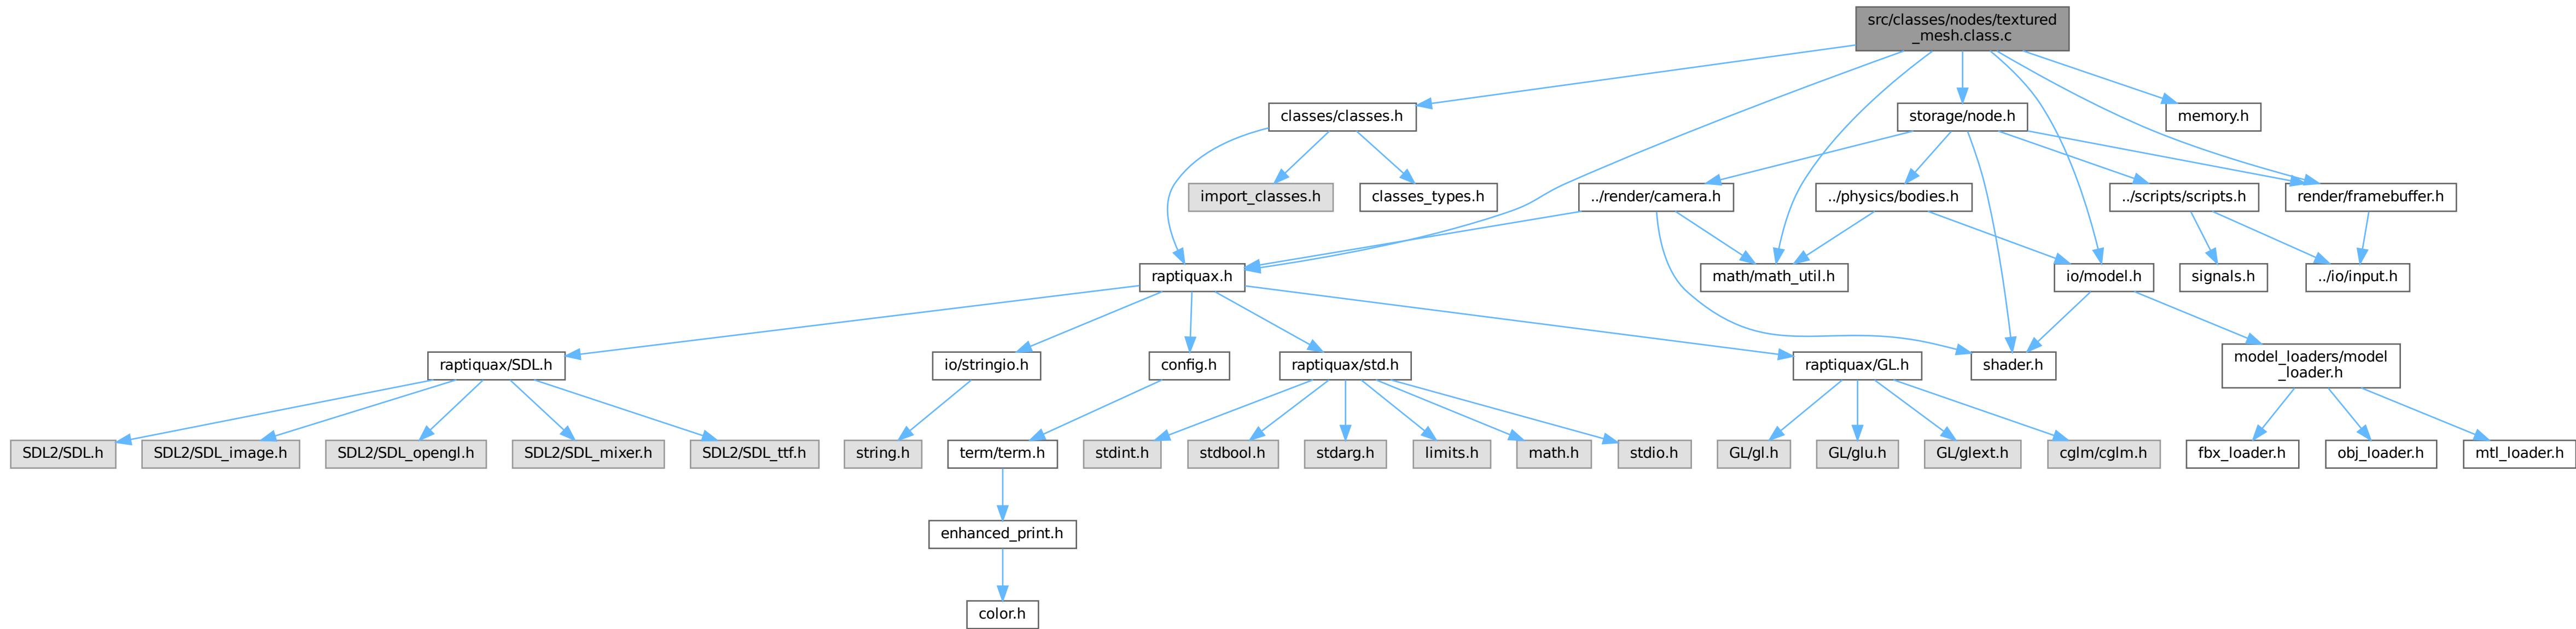 src/classes/nodes/textured
_mesh.class.c
classes/classes.h
storage/node.h
memory.h
import_classes.h
classes_types.h
../render/camera.h
../physics/bodies.h
../scripts/scripts.h
render/framebuffer.h
raptiquax.h
math/math_util.h
io/model.h
signals.h
../io/input.h
raptiquax/SDL.h
io/stringio.h
config.h
raptiquax/std.h
raptiquax/GL.h
shader.h
model_loaders/model
_loader.h
SDL2/SDL.h
SDL2/SDL_image.h
SDL2/SDL_opengl.h
SDL2/SDL_mixer.h
SDL2/SDL_ttf.h
string.h
term/term.h
stdint.h
stdbool.h
stdarg.h
limits.h
math.h
stdio.h
GL/gl.h
GL/glu.h
GL/glext.h
cglm/cglm.h
fbx_loader.h
obj_loader.h
mtl_loader.h
enhanced_print.h
color.h